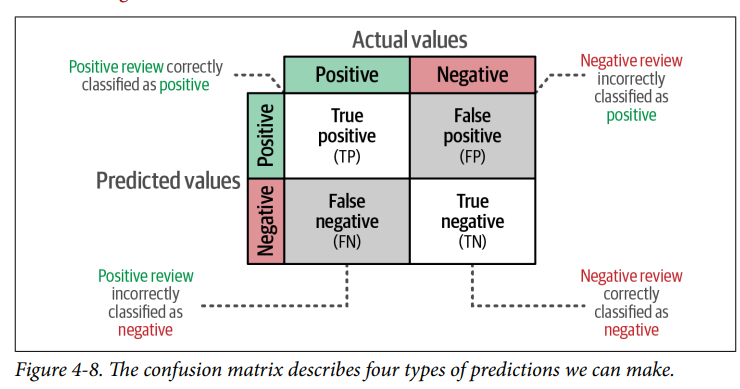 Actual values
Positive review correctly
classified as positive
Positive
Negative
Negative review
incorrectly
classified as
positive
Predicted values
Positive
True
positive
(TP)
False
positive
(FP)
Negative
False
negative
(FN)
True
negative
(TN)
Positive review
incorrectly
classified as
negative
Negative review
correctly
classified as
negative
Figure 4-8. The confusion matrix describes four types of predictions we can make.